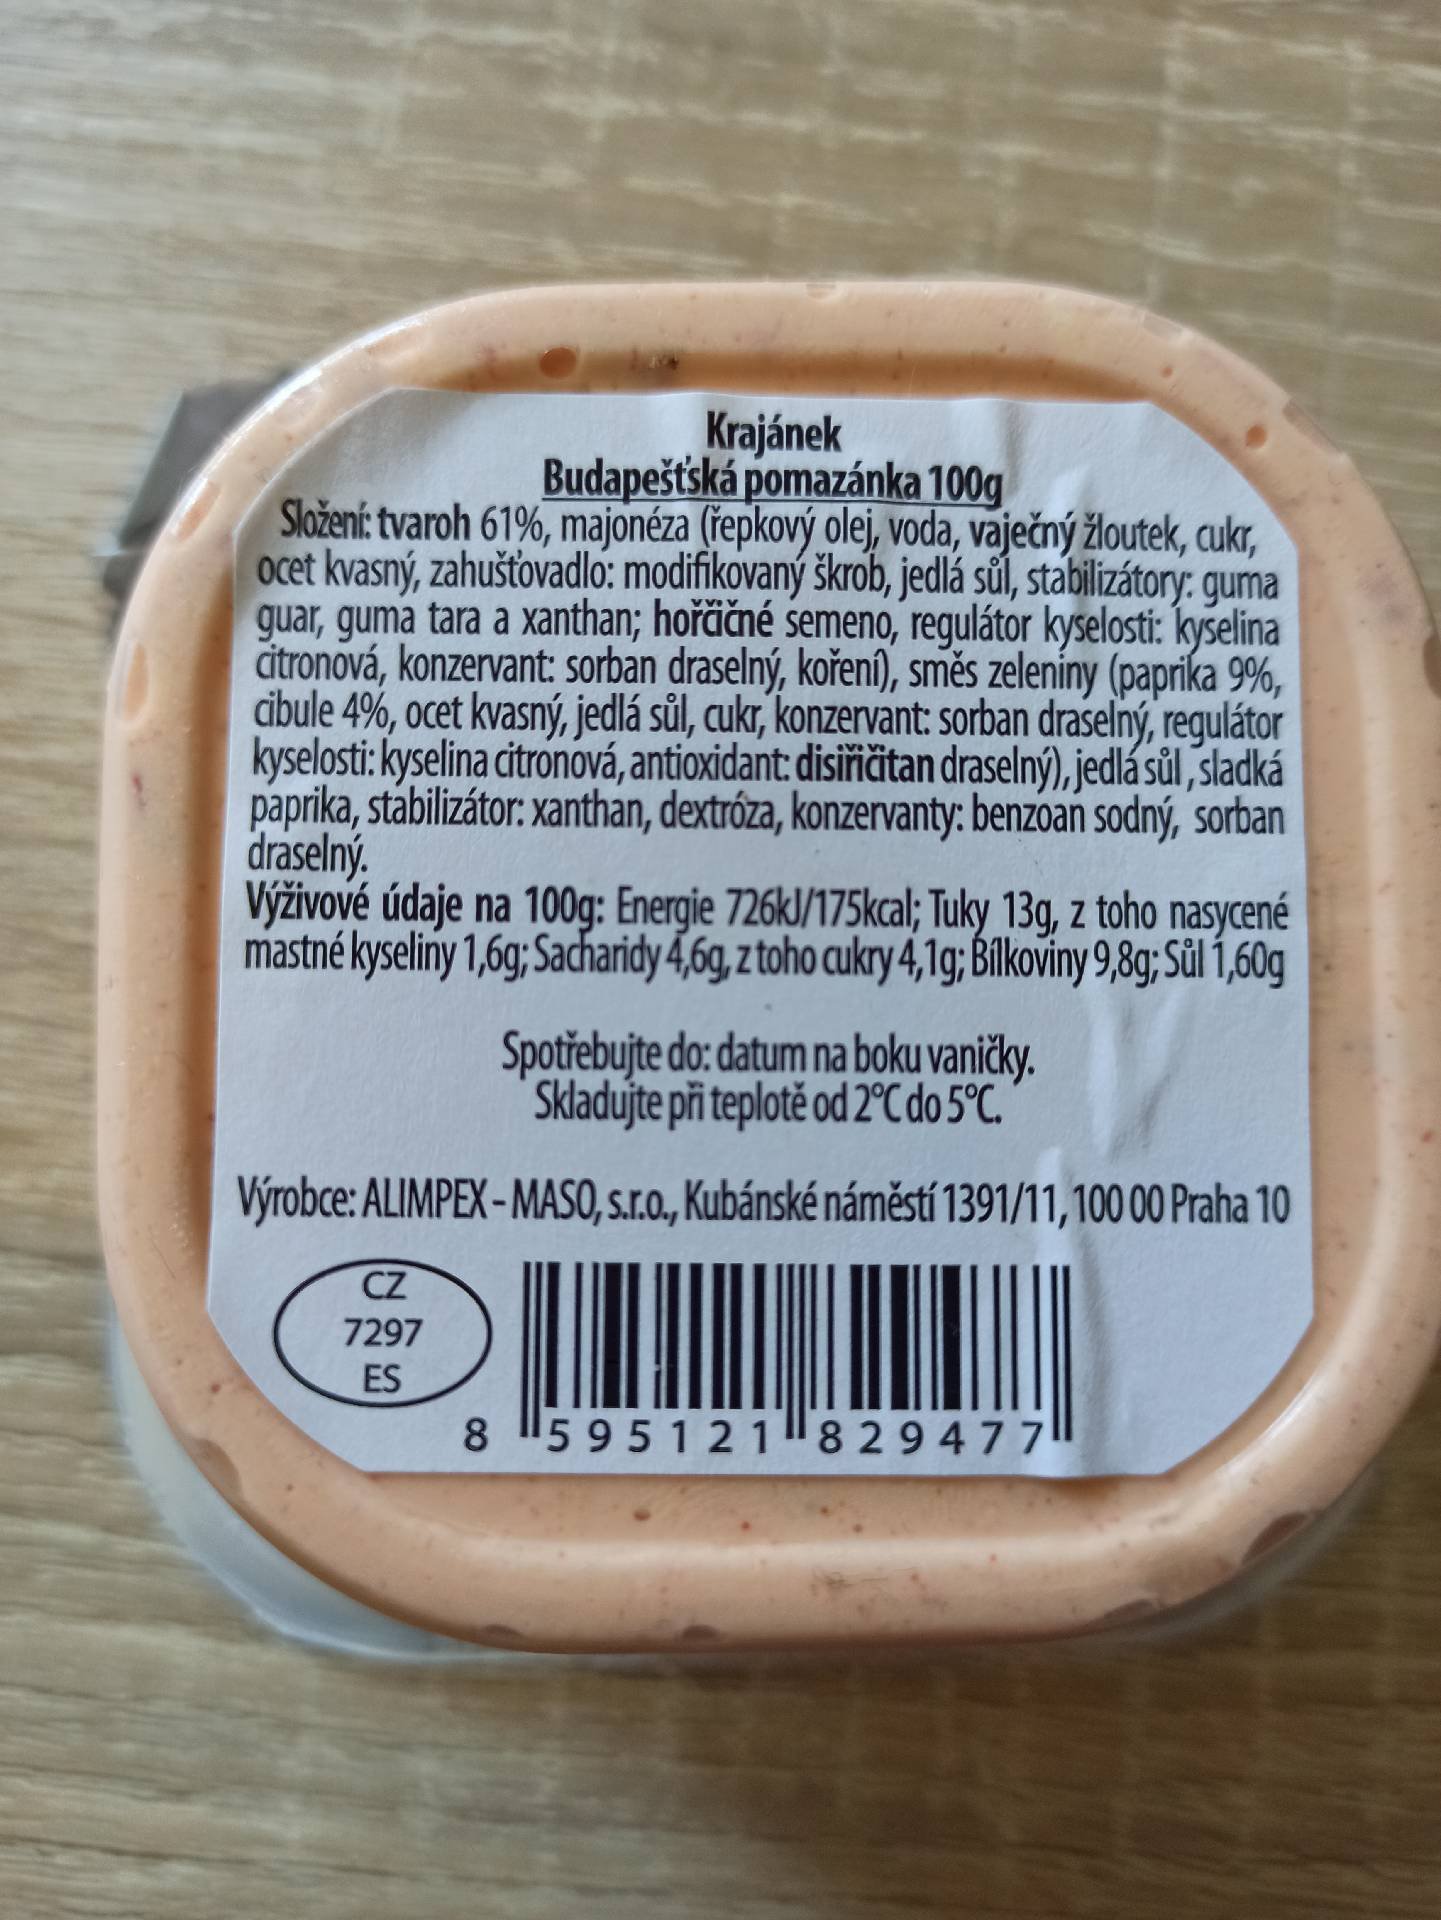 Krajánek
Budapešťská pomazánka 100g
Složení: tvaroh 61%, majonéza (řepkový olej, voda, vaječný žloutek, cukr,
ocet kvasný, zahušťovadlo: modifikovaný škrob, jedlá sůl, stabilizátory: guma
guar, guma tara a xanthan; hořčičné semeno, regulátor kyselosti: kyselina
citronová, konzervant: sorban draselný, koření), směs zeleniny (paprika 9%,
cibule 4%, ocet kvasný, jedlá sůl, cukr, konzervant: sorban draselný, regulátor
kyselosti: kyselina citronová, antioxidant: disiřičitan draselný), jedlá sůl , sladká
paprika, stabilizátor: xanthan, dextróza, konzervanty: benzoan sodný, sorban
draselný.
Výživové údaje na 100g: Energie 726kJ/175kcal; Tuky 13g, z toho nasycené
mastné kyseliny 1,6g; Sacharidy 4,6g, z toho cukry 4,1g; Bílkoviny 9,8g; Sůl 1,60g
Spotřebujte do: datum na boku vaničky.
Skladujte při teplotě od 2°C do 5°C.
Výrobce: ALIMPEX - MASO, s.r.o., Kubánské náměstí 1391/11, 100 00 Praha 10
CZ
7297
ES
8 595121 829477